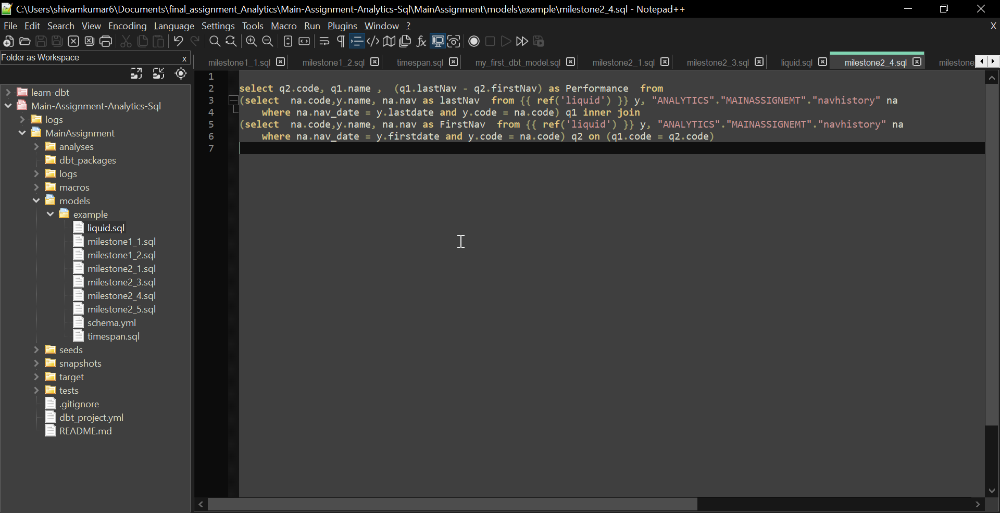 C:\Users\shivamkumar6\Documents\final_assignment_Analytics\Main-Assignment-Analytics-Sql\MainAssignment\models\example\milestone2_4.sql - Notepad++
File Edit Search View Encoding Language Settings Tools Macro Run Plugins Window ? X
Folder as Workspace x
milestone1_1.sql milestone1_2.sql timespan.sql my_first_dbt_model.sql milestone2_1.sql milestone2_3.sql liquid.sql milestone2_4.sql milestone
learn-dbt
Main-Assignment-Analytics-Sql
logs
MainAssignment
analyses
dbt_packages
logs
macros
models
example
liquid.sql
milestone1_1.sql
milestone1_2.sql
milestone2_1.sql
milestone2_3.sql
milestone2_4.sql
milestone2_5.sql
schema.yml
timespan.sql
seeds
snapshots
target
tests
.gitignore
dbt_project.yml
README.md
1
2 select q2.code, q1.name , (q1.lastNav - q2.firstNav) as Performance from
3 (select na.code,y.name, na.nav as lastNav from {{ ref('liquid') }} y, "ANALYTICS"."MAINASSIGNEMT"."navhistory" na
4 where na.nav_date = y.lastdate and y.code = na.code) q1 inner join
5 (select na.code,y.name, na.nav as FirstNav from {{ ref('liquid') }} y, "ANALYTICS"."MAINASSIGNEMT"."navhistory" na
6 where na.nav_date = y.firstdate and y.code = na.code) q2 on (q1.code = q2.code)
7